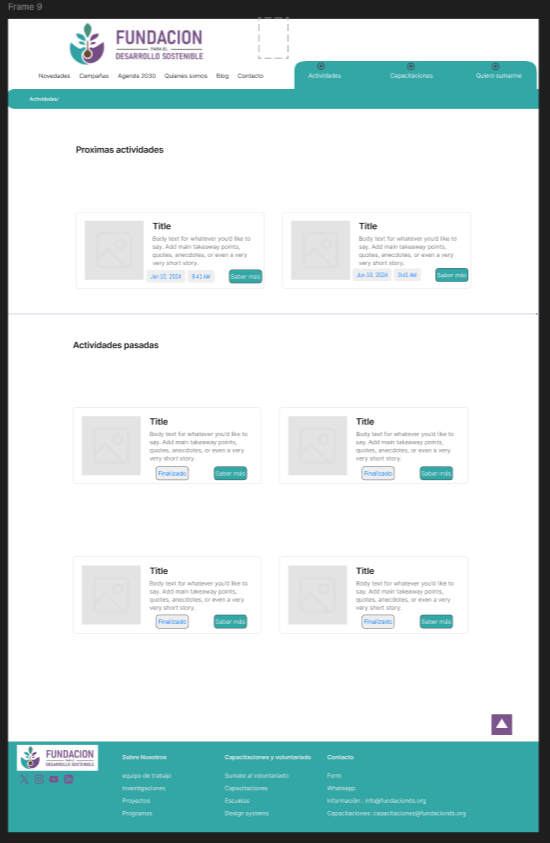 Frame 9
FUNDACION
PARA EL
DESARROLLO SOSTENIBLE
Novedades Campañas Agenda 2030 Quienes somos Blog Contacto
Actividades Capacitaciones Quiero sumarme
Actividades/
Proximas actividades
Title
Body text for whatever you'd like to
say. Add main takeaway points,
quotes, anecdotes, or even a very
very short story.
Jun 10, 2024 9:41 AM Saber más
Title
Body text for whatever you'd like to
say. Add main takeaway points,
quotes, anecdotes, or even a very
very short story.
Jun 10, 2024 9:41 AM Saber más
Actividades pasadas
Title
Body text for whatever you'd like to
say. Add main takeaway points,
quotes, anecdotes, or even a very
very short story.
Finalizado Saber más
Title
Body text for whatever you'd like to
say. Add main takeaway points,
quotes, anecdotes, or even a very
very short story.
Finalizado Saber más
Title
Body text for whatever you'd like to
say. Add main takeaway points,
quotes, anecdotes, or even a very
very short story.
Finalizado Saber más
Title
Body text for whatever you'd like to
say. Add main takeaway points,
quotes, anecdotes, or even a very
very short story.
Finalizado Saber más
FUNDACION
PARA EL
DESARROLLO SOSTENIBLE
Sobre Nosotros
equipo de trabajo
Investigaciones
Proyectos
Programas
Capacitaciones y voluntariado
Sumate al voluntariado
Capacitaciones
Escuelas
Design systems
Contacto
Form
Whatsapp
Información : info@fundacionds.org
Capacitaciones: capacitaciones@fundacionds.org